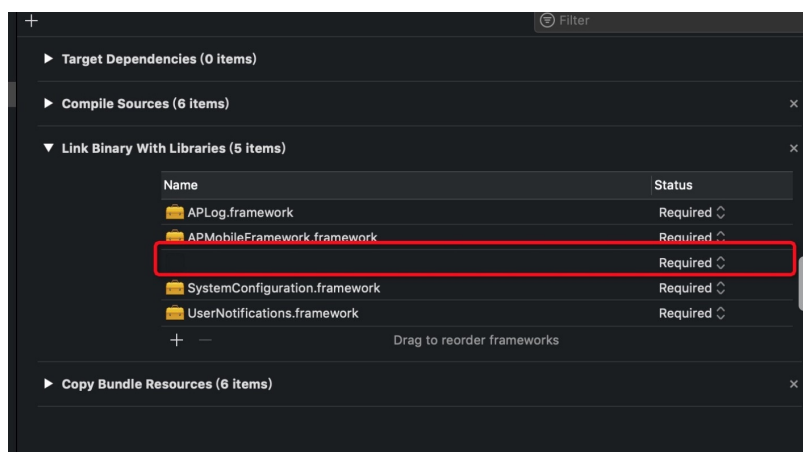 + Filter
Target Dependencies (0 items)
Compile Sources (6 items) ×
Link Binary With Libraries (5 items) ×
Name Status
APLog.framework Required
APMobileFramework.framework Required
Required
SystemConfiguration.framework Required
UserNotifications.framework Required
+ — Drag to reorder frameworks
Copy Bundle Resources (6 items) ×